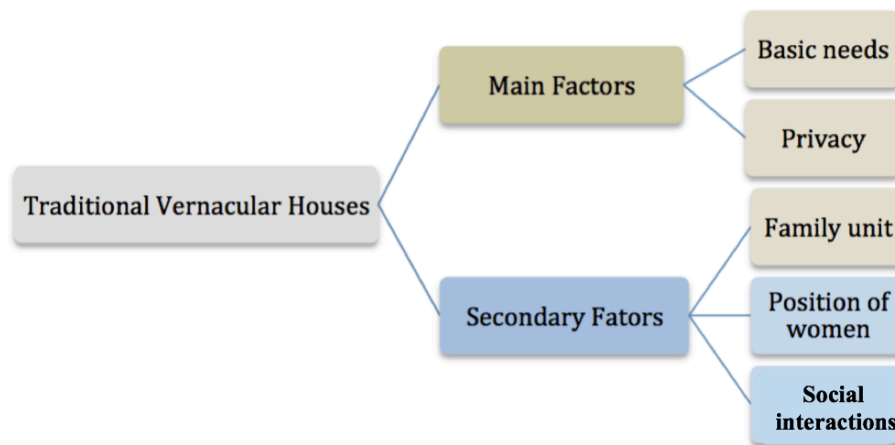 Traditional Vernacular Houses
Main Factors
Basic needs
Privacy
Secondary Fators
Family unit
Position of
women
Social
interactions